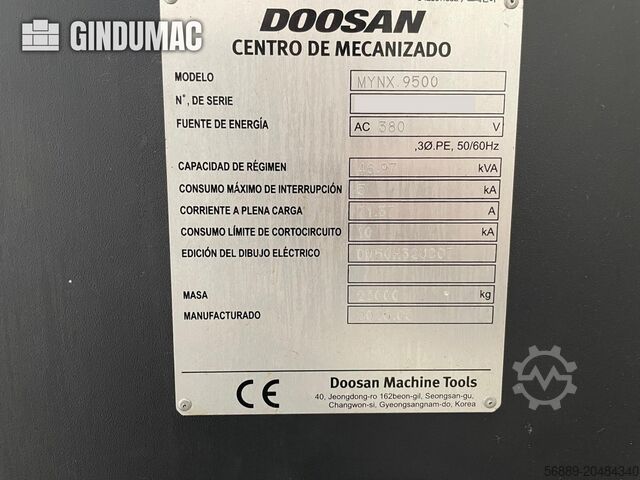 GINDUMAC
DOOSAN
CENTRO DE MECANIZADO
MODELO MYNX 9500
N°, DE SERIE
FUENTE DE ENERGÍA AC 380 V
,3Ø.PE, 50/60Hz
CAPACIDAD DE RÉGIMEN kVA
CONSUMO MÁXIMO DE INTERRUPCIÓN 5 kA
CORRIENTE A PLENA CARGA A
CONSUMO LÍMITE DE CORTOCIRCUITO 10 kA
EDICIÓN DEL DIBUJO ELÉCTRICO
MASA 23000 kg
MANUFACTURADO
CE Doosan Machine Tools
40, Jeongdong-ro 162beon-gil, Seongsan-gu,
Changwon-si, Gyeongsangnam-do, Korea
56889-20484340